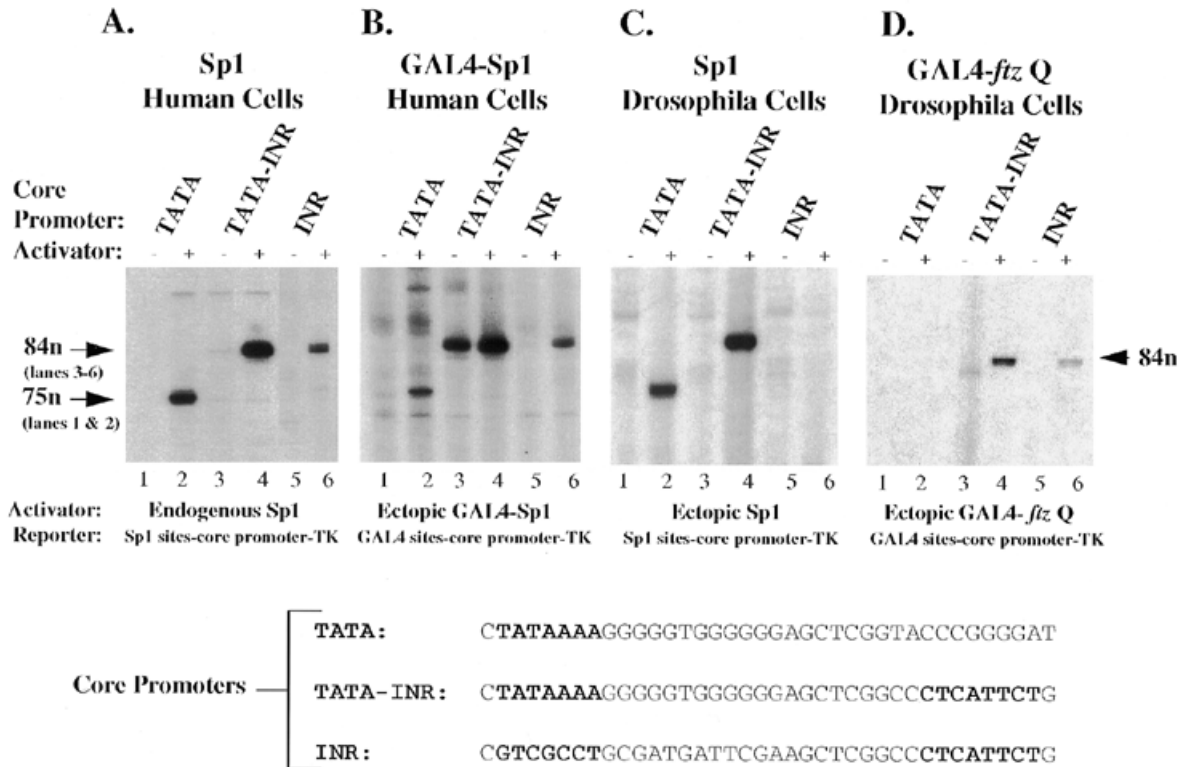 A.
Sp1
Human Cells
B.
GAL4-Sp1
Human Cells
C.
Sp1
Drosophila Cells
D.
GAL4-ftz Q
Drosophila Cells
Core
Promoter:
TATA TATA-INR INR TATA TATA-INR INR TATA TATA-INR INR TATA TATA-INR INR
Activator: - + - + - + - + - + - + - + - + - + - + - + - +
84n
(lanes 3-6)
75n
(lanes 1 & 2)
84n
1 2 3 4 5 6 1 2 3 4 5 6 1 2 3 4 5 6 1 2 3 4 5 6
Activator: Endogenous Sp1 Ectopic GAL4-Sp1 Ectopic Sp1 Ectopic GAL4- ftz Q
Reporter: Sp1 sites-core promoter-TK GAL4 sites-core promoter-TK Sp1 sites-core promoter-TK GAL4 sites-core promoter-TK
Core Promoters
TATA: CTATAAAAGGGGGTGGGGGGAGCTCGGTACCCGGGGAT
TATA-INR: CTATAAAAGGGGGTGGGGGGAGCTCGGCCCTCATTCTG
INR: CGTCGCCTGCGATGATTCGAAGCTCGGCCCTCATTCTG